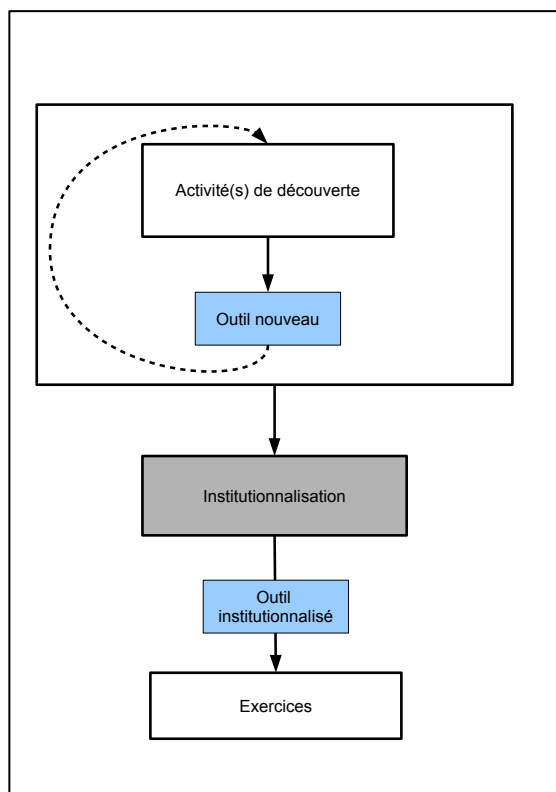 Activité(s) de découverte
Outil nouveau
Institutionnalisation
Outil
institutionnalisé
Exercices